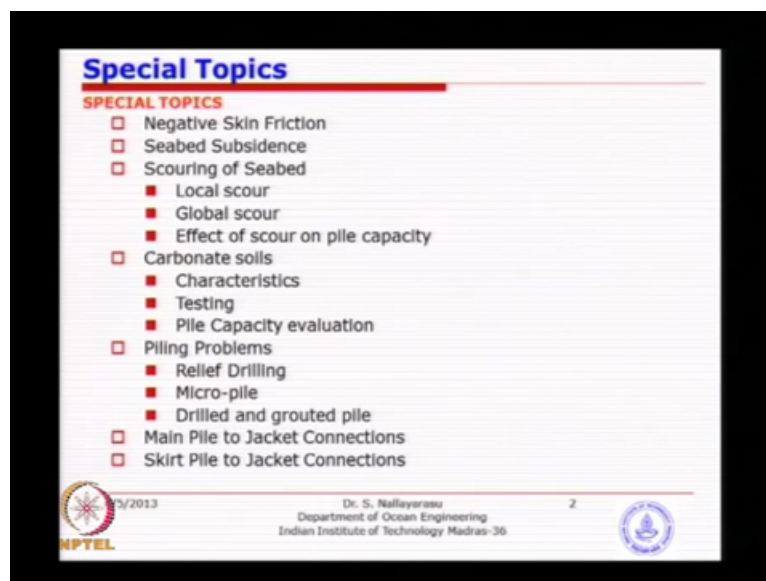 Special Topics
SPECIAL TOPICS
Negative Skin Friction
Seabed Subsidence
Scouring of Seabed
Local scour
Global scour
Effect of scour on pile capacity
Carbonate soils
Characteristics
Testing
Pile Capacity evaluation
Piling Problems
Relief Drilling
Micro-pile
Drilled and grouted pile
Main Pile to Jacket Connections
Skirt Pile to Jacket Connections
/5/2013
Dr. S. Nallayarasu
2
Department of Ocean Engineering
Indian Institute of Technology Madras-36
NPTEL